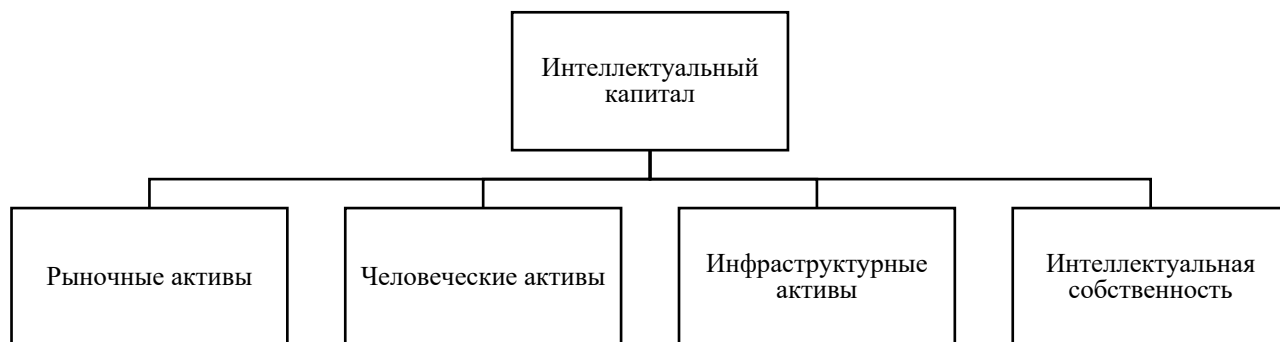 Интеллектуальный
капитал
Рыночные активы
Человеческие активы
Инфраструктурные
активы
Интеллектуальная
собственность